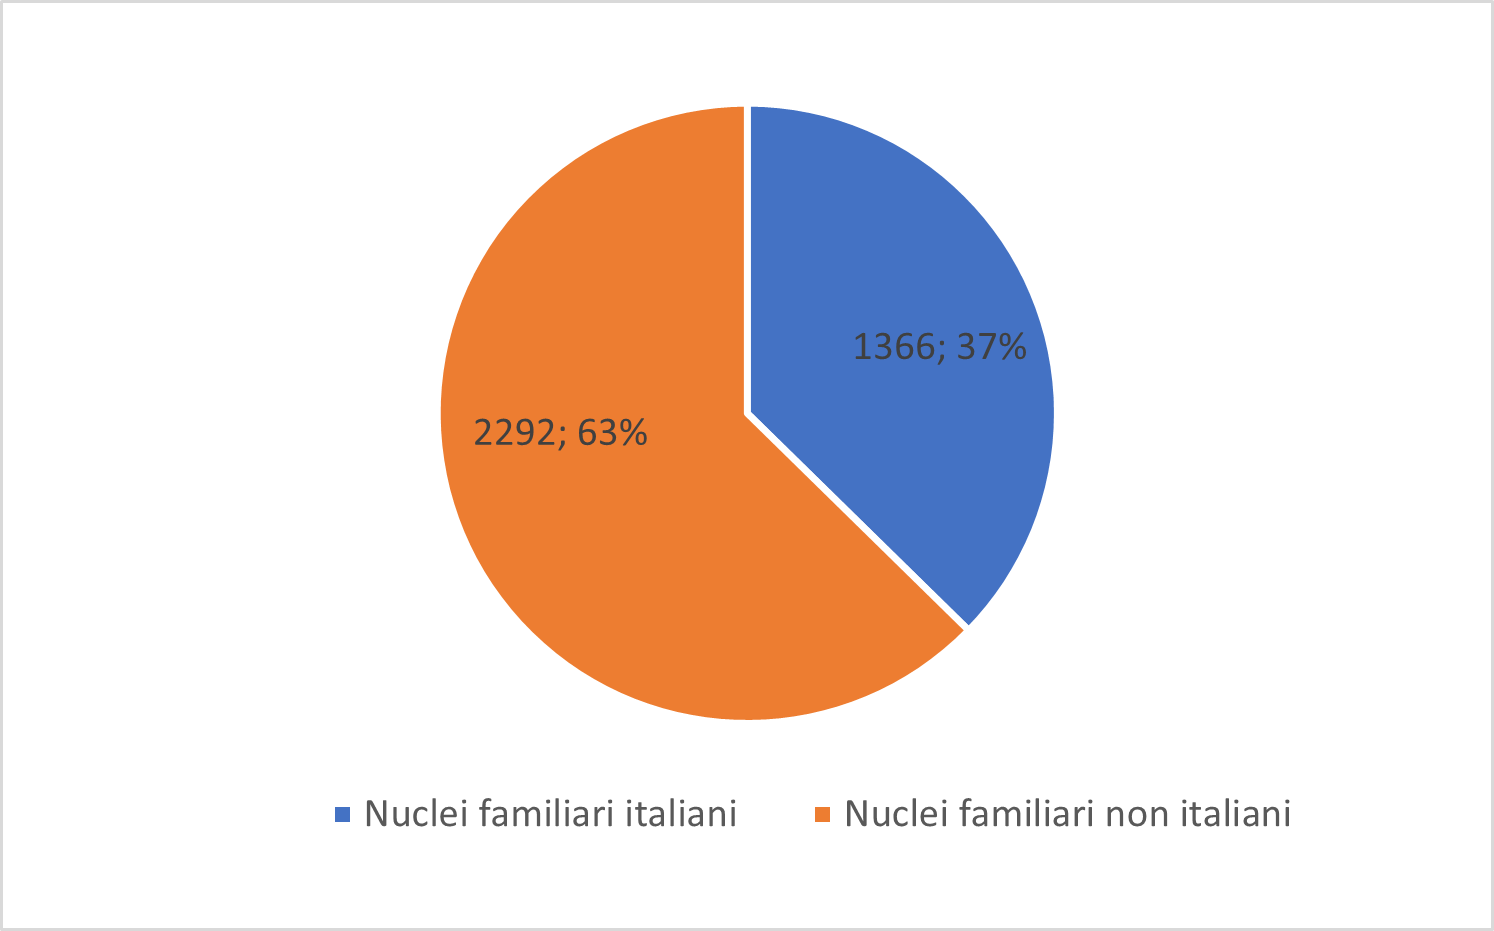 1366; 37%
2292; 63%
Nuclei familiari italiani
Nuclei familiari non italiani